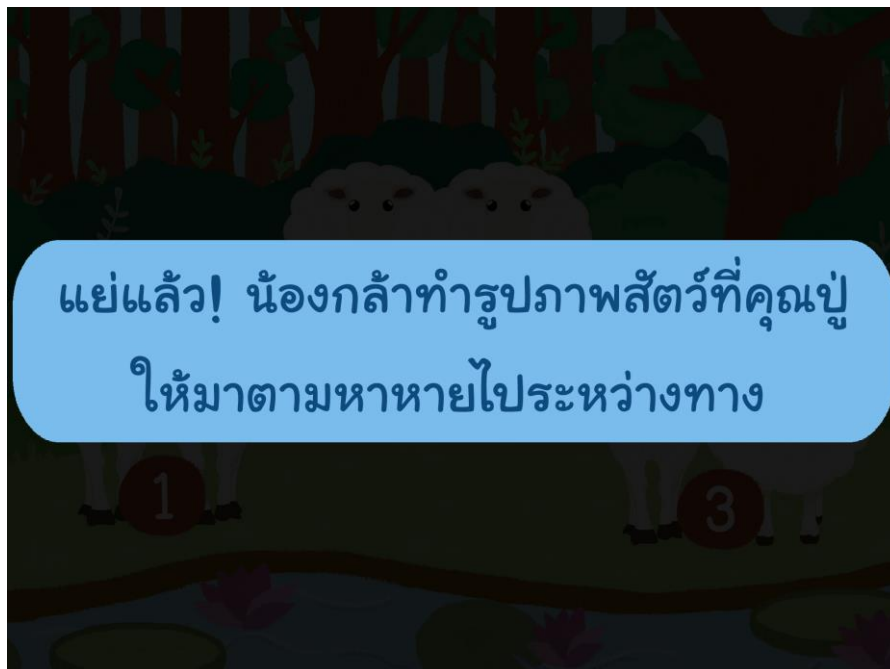 แย่แล้ว! น้องกล้าทำรูปภาพสัตว์ที่คุณปู่
ให้มาตามหาหายไประหว่างทาง
1
3